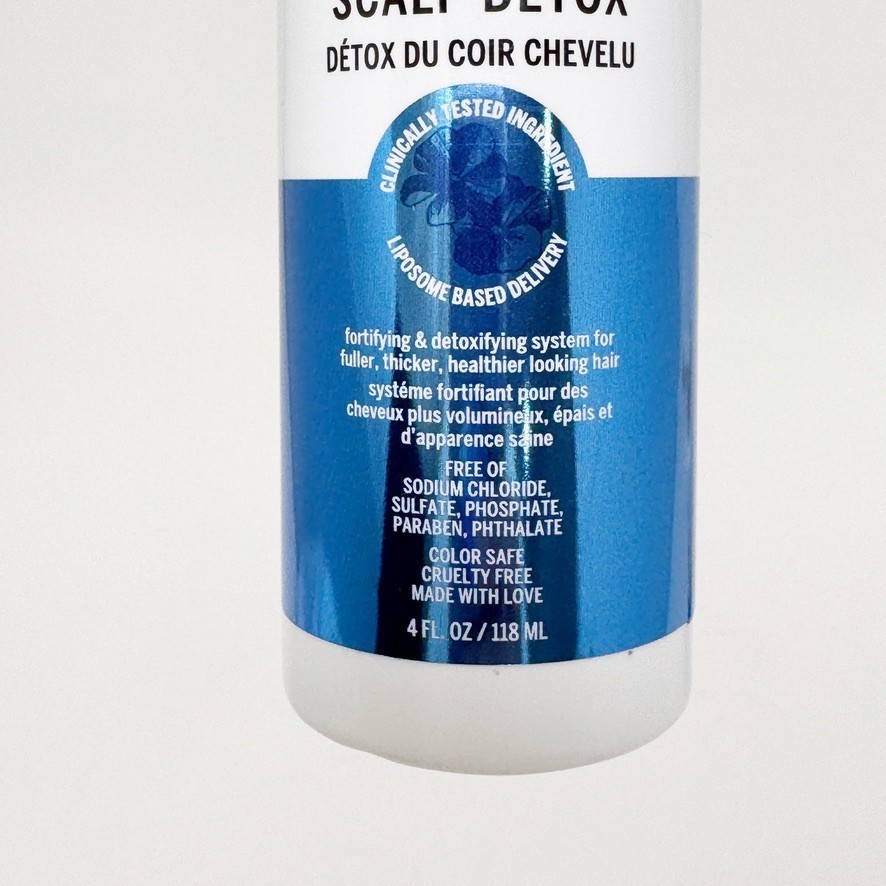 SCALP DETOX
DÉTOX DU COIR CHEVELU
CLINICALLY TESTED INGREDIENT
LIPOSOME BASED DELIVERY
fortifying & detoxifying system for
fuller, thicker, healthier looking hair
systéme fortifiant pour des
cheveux plus volumineux, épais et
d'apparence saine
FREE OF
SODIUM CHLORIDE,
SULFATE, PHOSPHATE,
PARABEN, PHTHALATE
COLOR SAFE
CRUELTY FREE
MADE WITH LOVE
4 FL. OZ / 118 ML